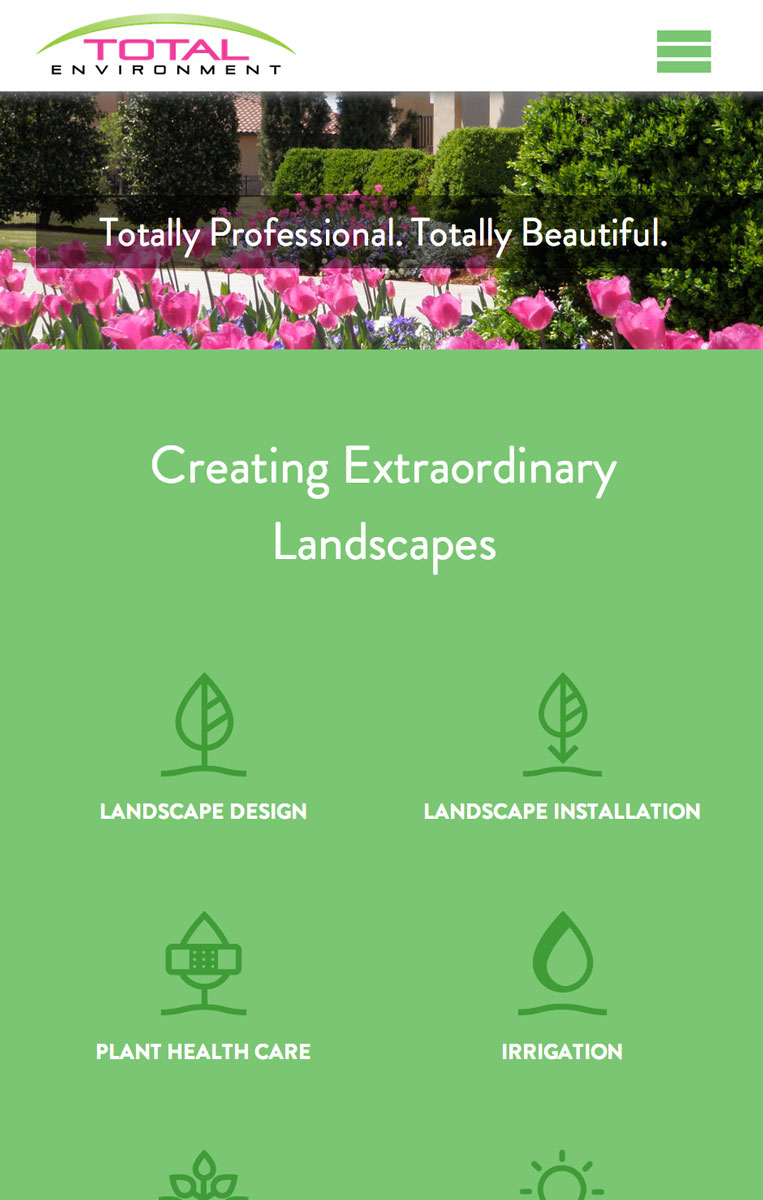 TOTAL
ENVIRONMENT
Totally Professional. Totally Beautiful.
Creating Extraordinary
Landscapes
LANDSCAPE DESIGN
LANDSCAPE INSTALLATION
PLANT HEALTH CARE
IRRIGATION